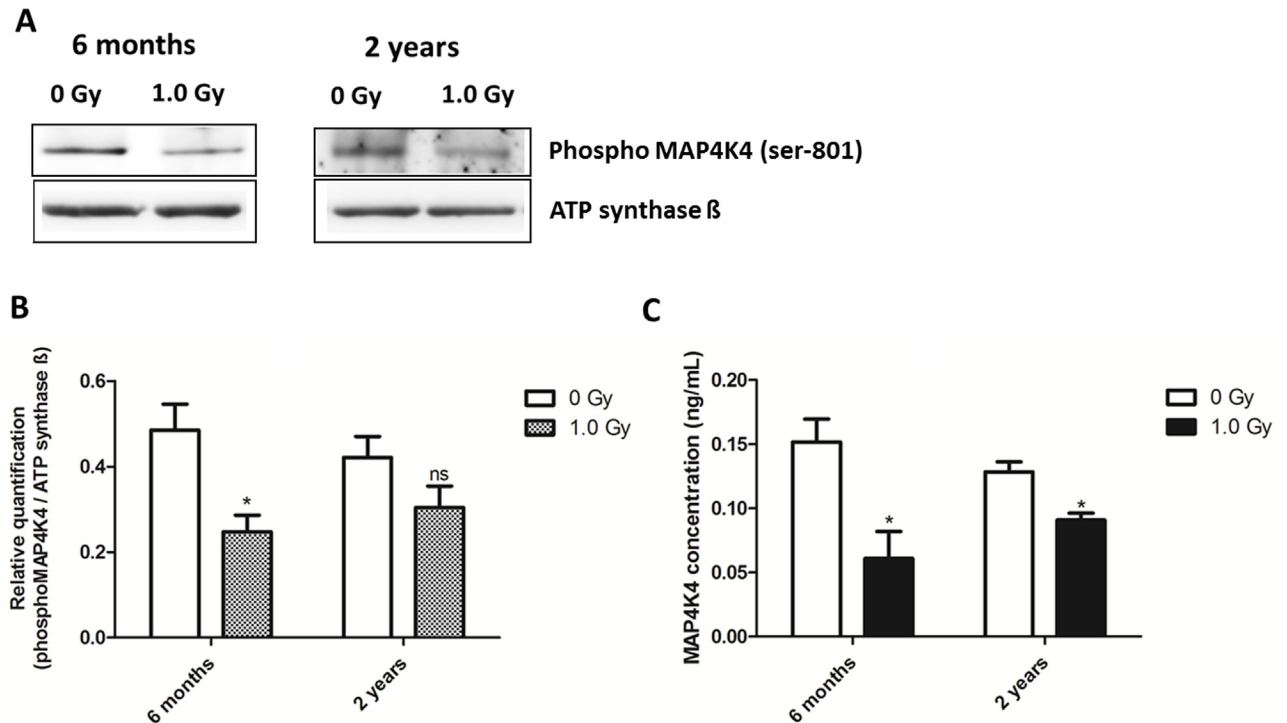 A
6 months
2 years
0 Gy
1.0 Gy
0 Gy
1.0 Gy
Phospho MAP4K4 (ser-801)
ATP synthase ß
B
Relative quantification
(phosphoMAP4K4 / ATP synthase ß)
0.6
0.4
0.2
0.0
*
ns
6 months
2 years
0 Gy
1.0 Gy
C
MAP4K4 concentration (ng/mL)
0.20
0.15
0.10
0.05
0.00
*
*
6 months
2 years
0 Gy
1.0 Gy